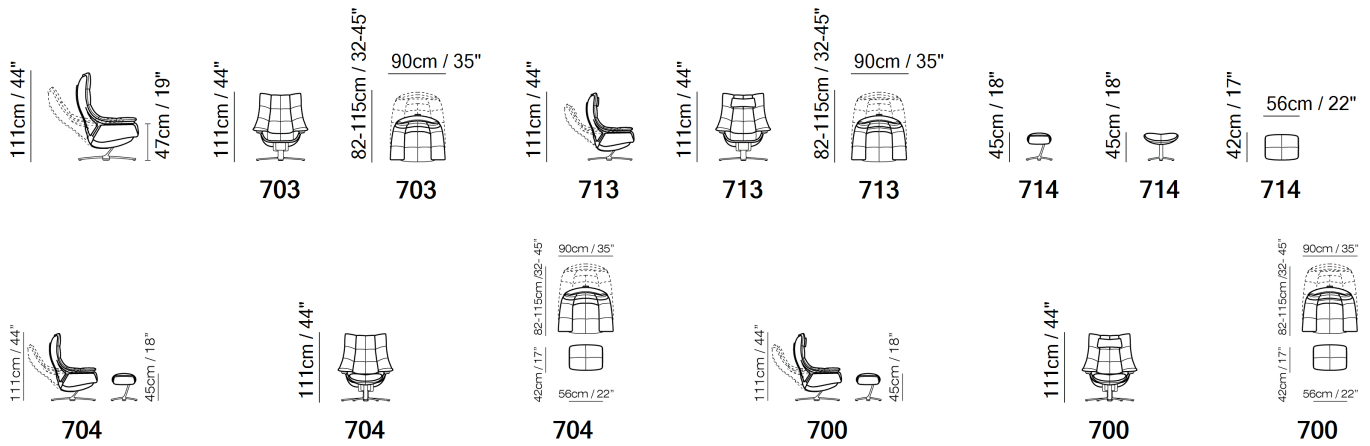 111cm / 44"
47cm / 19"
111cm / 44"
703
82-115cm / 32-45"
90cm / 35"
703
111cm / 44"
713
111cm / 44"
713
82-115cm / 32-45"
90cm / 35"
713
45cm / 18"
714
45cm / 18"
714
42cm / 17"
56cm / 22"
714
111cm / 44"
45cm / 18"
704
111cm / 44"
704
90cm / 35"
82-115cm /32- 45"
42cm / 17"
56cm / 22"
704
111cm / 44"
45cm / 18"
700
111cm / 44"
700
90cm / 35"
82-115cm /32- 45"
42cm / 17"
56cm / 22"
700